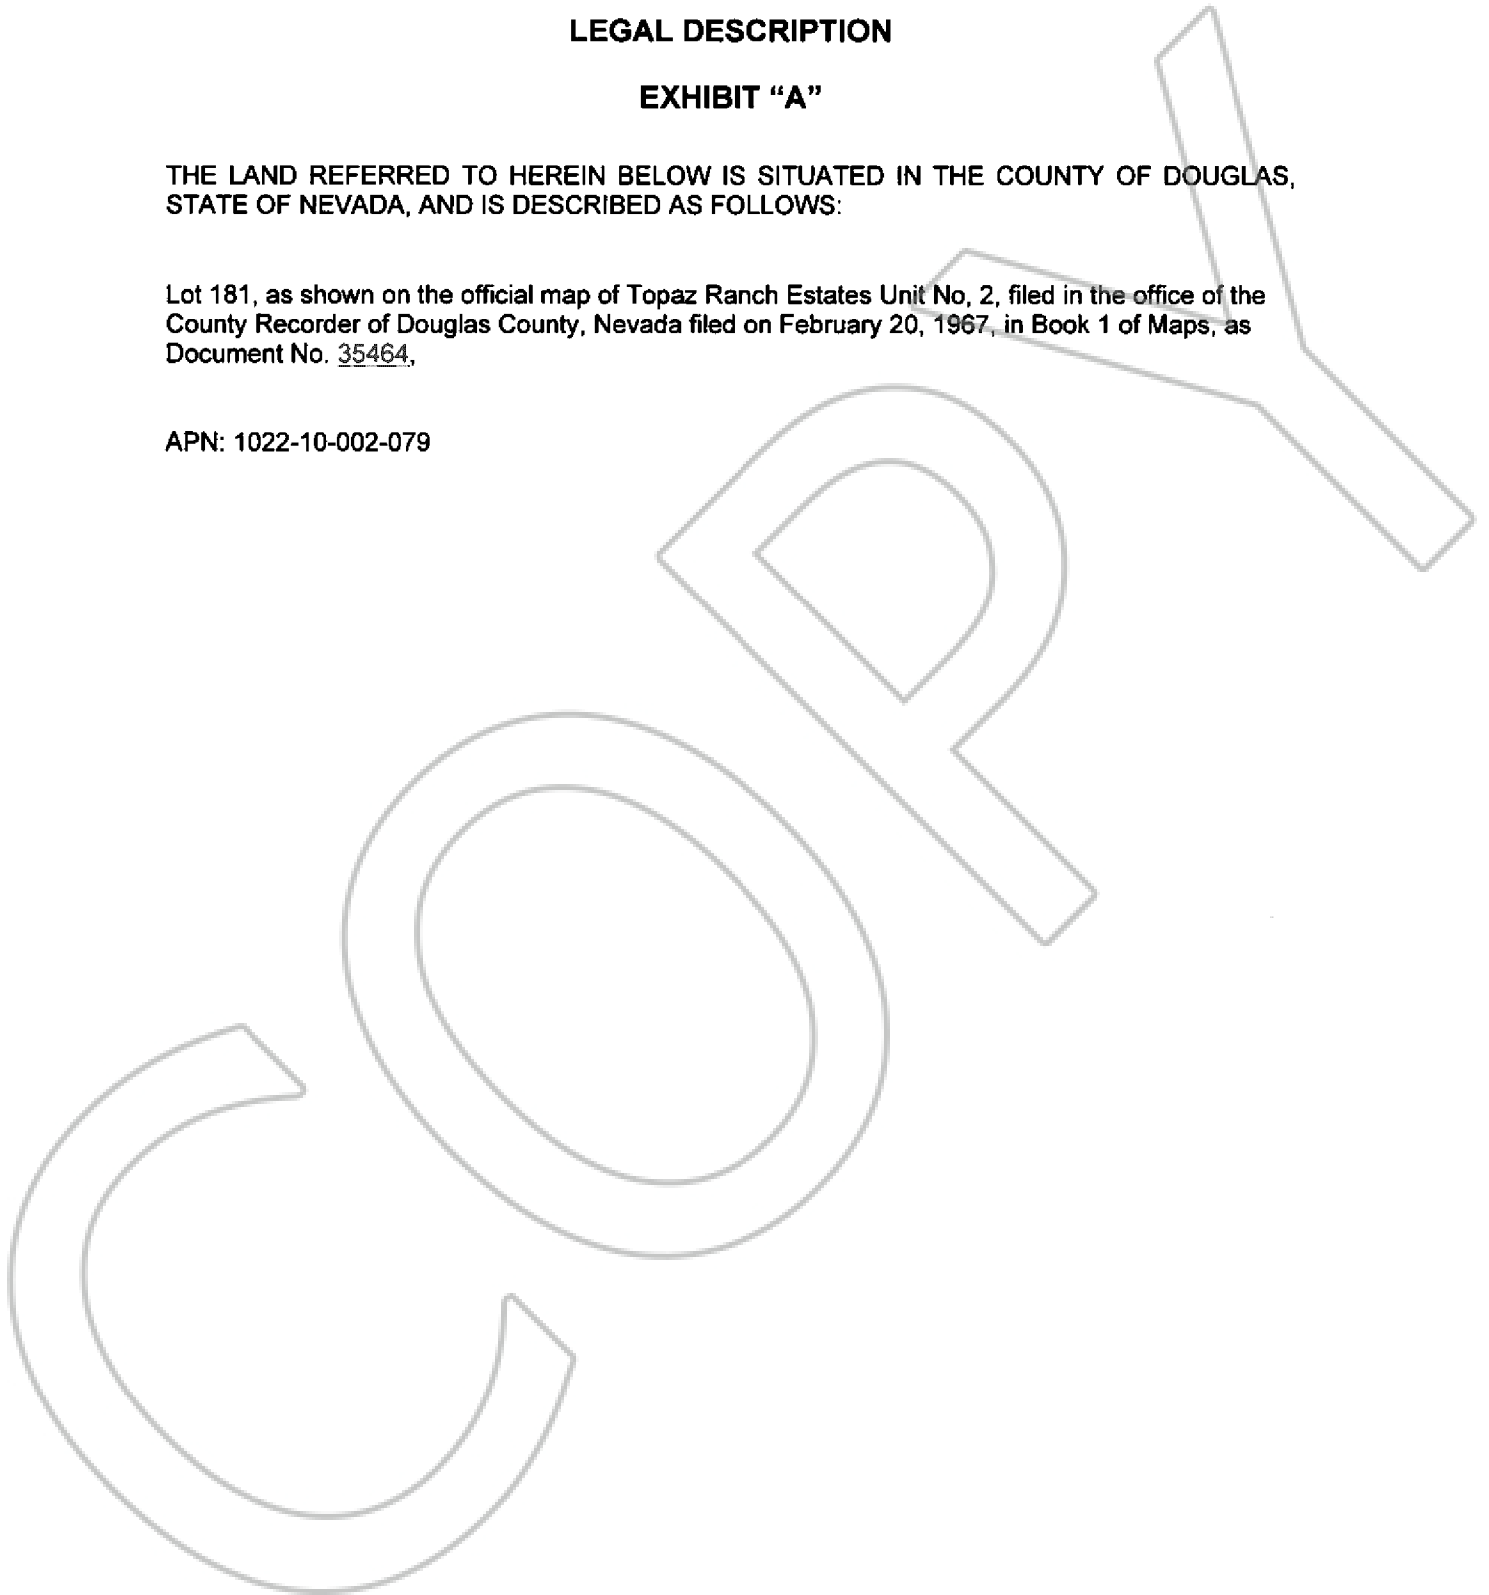 LEGAL DESCRIPTION
EXHIBIT “A”
THE LAND REFERRED TO HEREIN BELOW IS SITUATED IN THE COUNTY OF DOUGLAS,
STATE OF NEVADA, AND IS DESCRIBED AS FOLLOWS:
Lot 181, as shown on the official map of Topaz Ranch Estates Unit No, 2, filed in the office of the
County Recorder of Douglas County, Nevada filed on February 20, 1967, in Book 1 of Maps, as
Document No. 35464,
APN: 1022-10-002-079
COPY